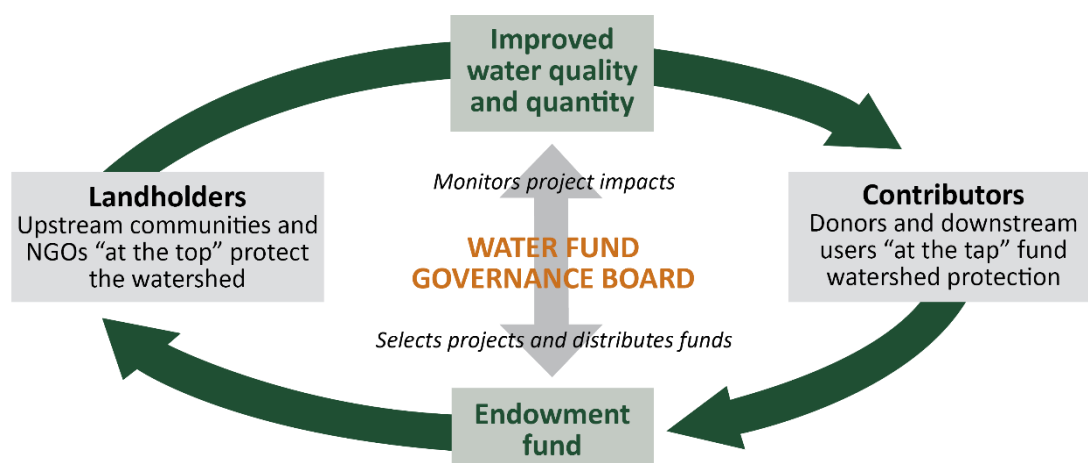 Improved
water quality
and quantity
Monitors project impacts
Landholders
Upstream communities and
NGOs “at the top” protect
the watershed
WATER FUND
GOVERNANCE BOARD
Contributors
Donors and downstream
users “at the tap” fund
watershed protection
Selects projects and distributes funds
Endowment
fund